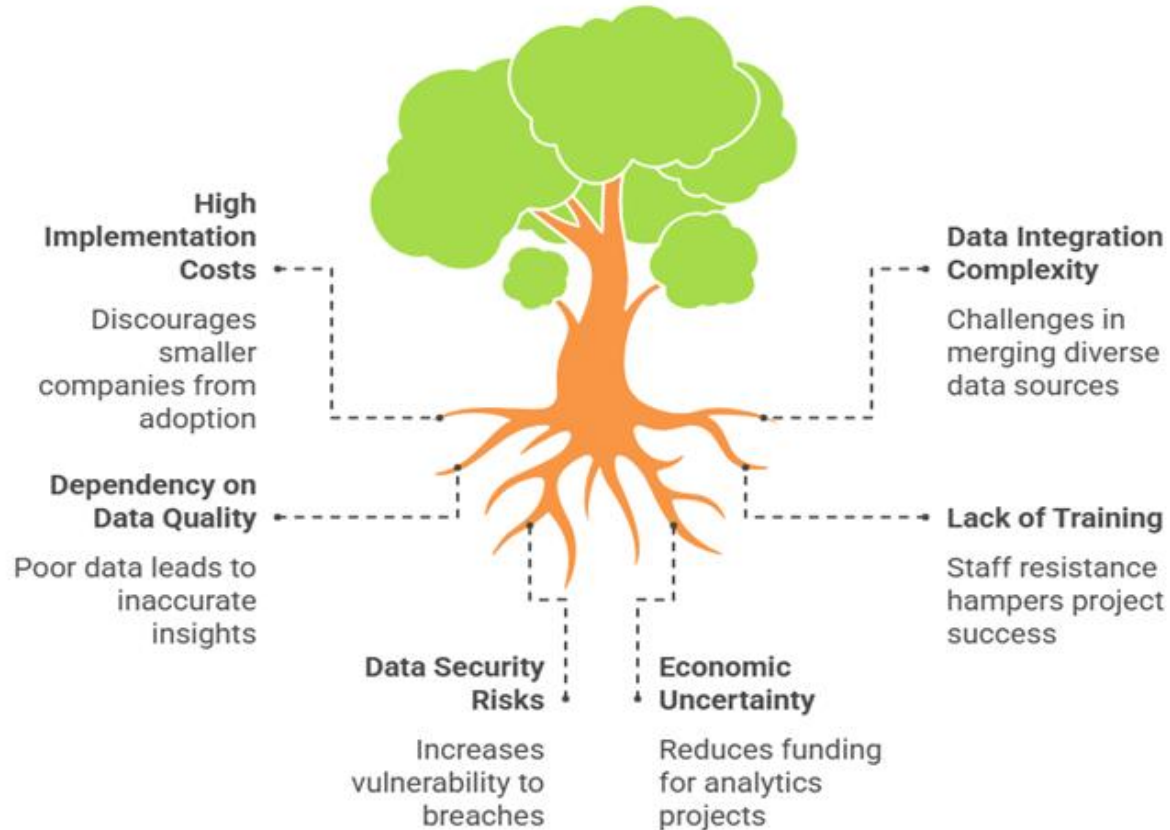 High
Implementation
Costs
Discourages
smaller
companies from
adoption
Dependency on
Data Quality
Poor data leads to
inaccurate
insights
Data Security
Risks
Increases
vulnerability to
breaches
Economic
Uncertainty
Reduces funding
for analytics
projects
Data Integration
Complexity
Challenges in
merging diverse
data sources
Lack of Training
Staff resistance
hampers project
success